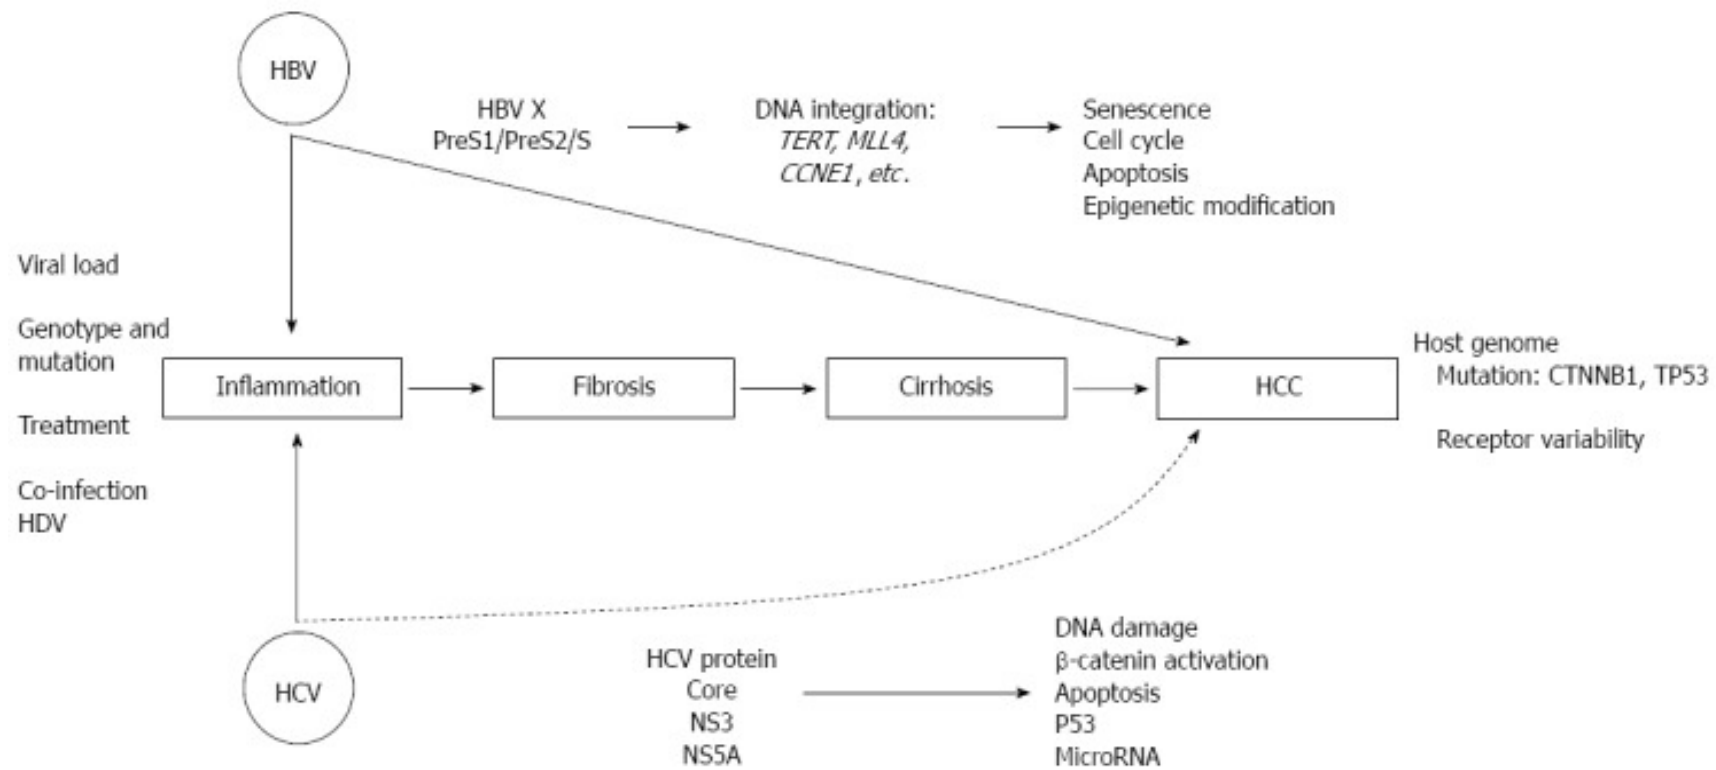 HBV
HBV X
PreS1/PreS2/S
DNA integration:
TERT, MLL4,
CCNE1, etc.
Senescence
Cell cycle
Apoptosis
Epigenetic modification
Viral load
Genotype and
mutation
Treatment
Co-infection
HDV
Inflammation
Fibrosis
Cirrhosis
HCC
Host genome
Mutation: CTNNB1, TP53
Receptor variability
HCV
HCV protein
Core
NS3
NS5A
DNA damage
β-catenin activation
Apoptosis
P53
MicroRNA